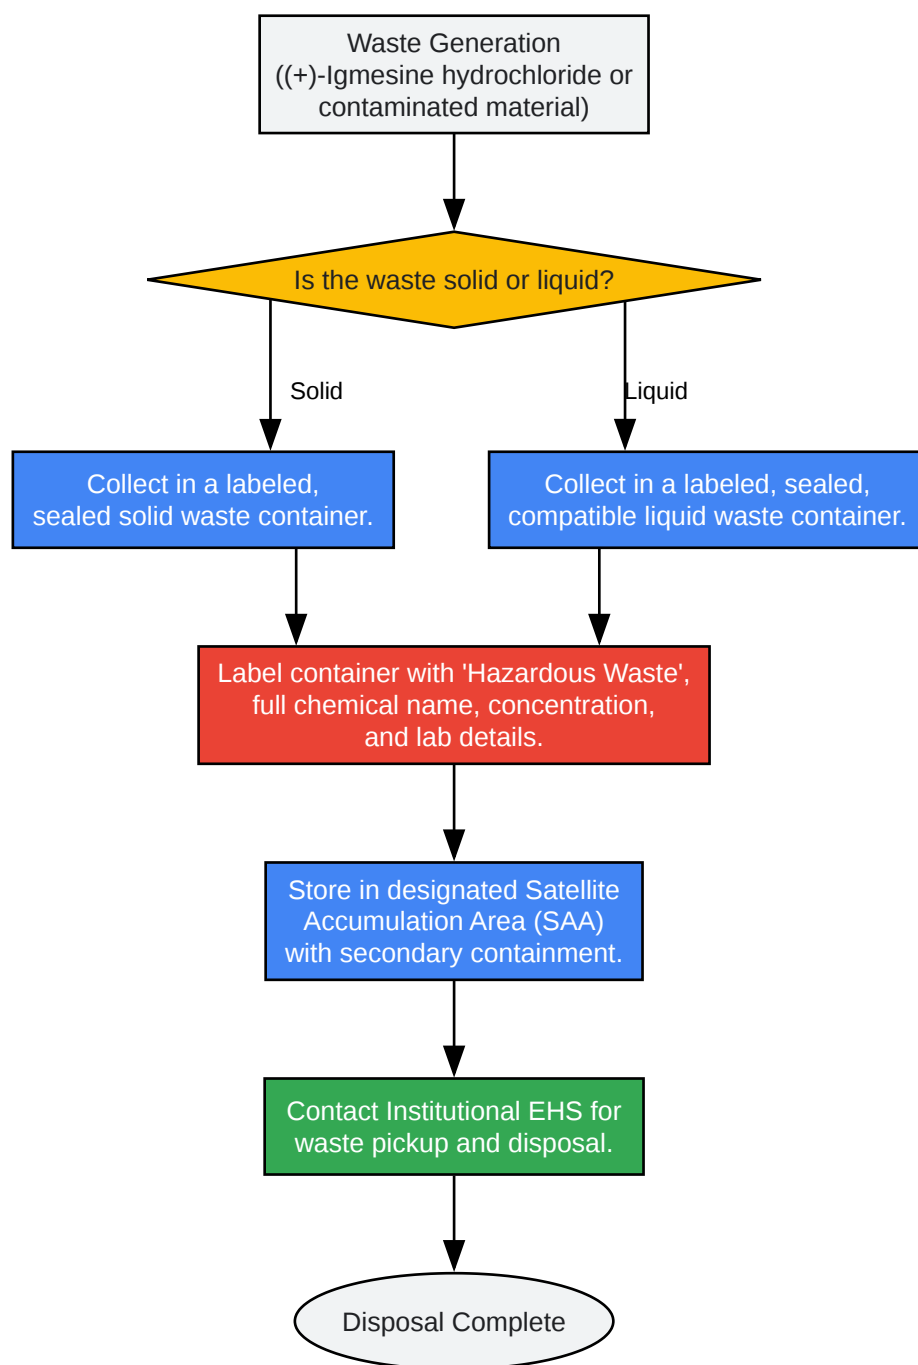 Waste Generation
((+)-Igmesine hydrochloride or
contaminated material)
Is the waste solid or liquid?
Solid
Liquid
Collect in a labeled,
sealed solid waste container.
Collect in a labeled, sealed,
compatible liquid waste container.
Label container with 'Hazardous Waste',
full chemical name, concentration,
and lab details.
Store in designated Satellite
Accumulation Area (SAA)
with secondary containment.
Contact Institutional EHS for
waste pickup and disposal.
Disposal Complete